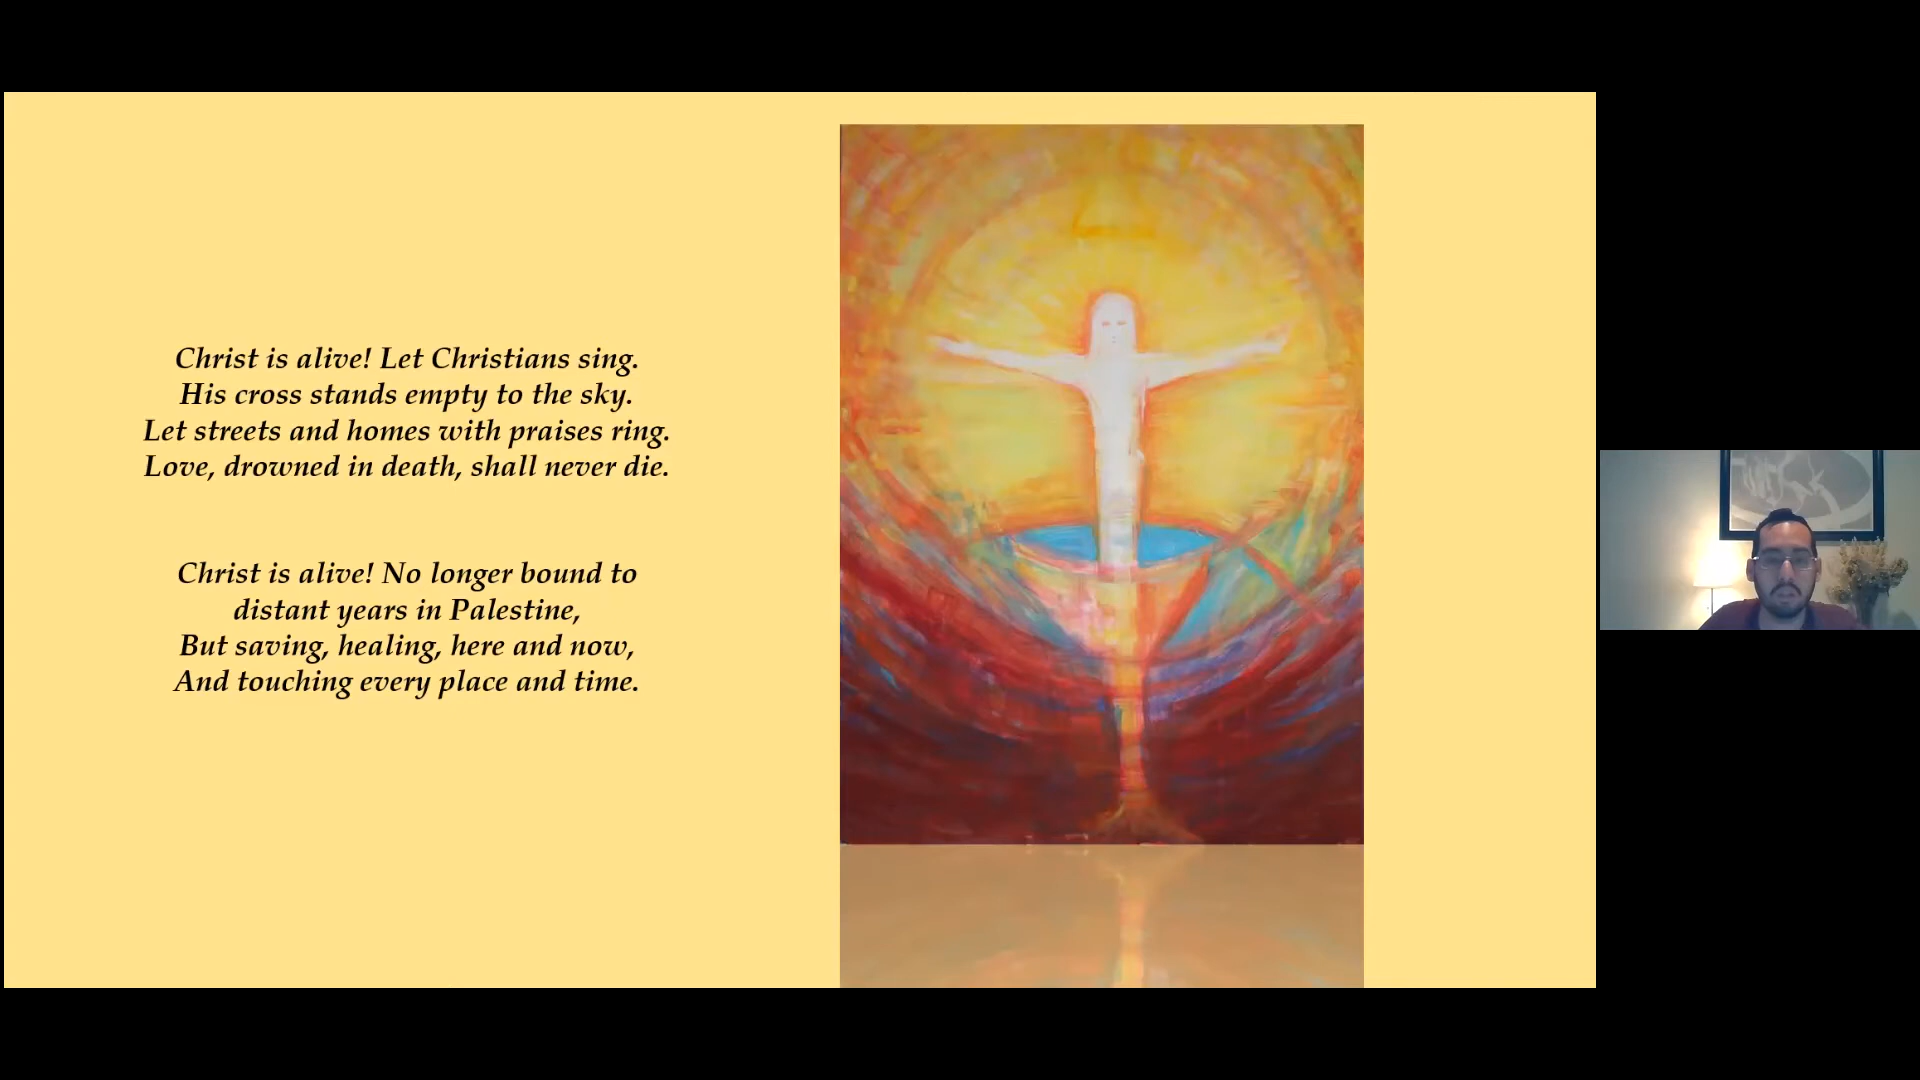 Christ is alive! Let Christians sing.
His cross stands empty to the sky.
Let streets and homes with praises ring.
Love, drowned in death, shall never die.
Christ is alive! No longer bound to
distant years in Palestine,
But saving, healing, here and now,
And touching every place and time.